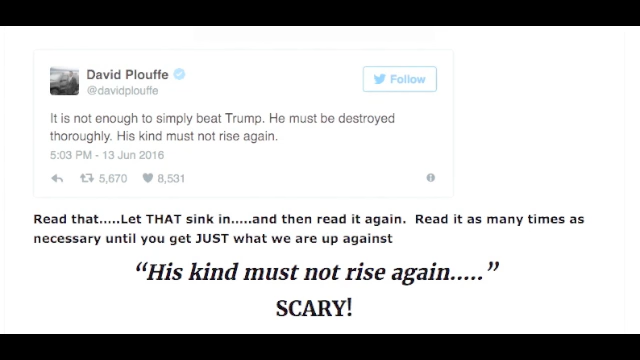 David Plouffe
Follow
@davidplouffe
It is not enough to simply beat Trump. He must be destroyed
thoroughly. His kind must not rise again.
5:03 PM - 13 Jun 2016
5,670 8,531
Read that.....Let THAT sink in.....and then read it again. Read it as many times as
necessary until you get JUST what we are up against
“His kind must not rise again.....”
SCARY!